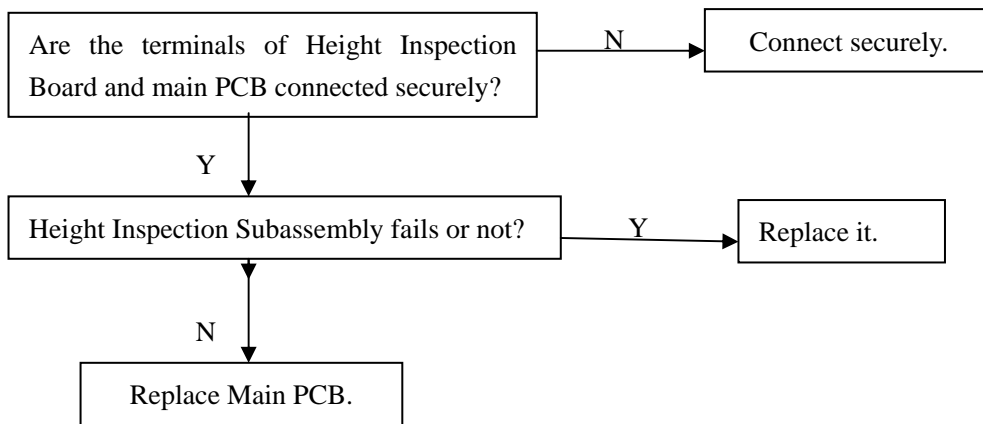 Are the terminals of Height Inspection
Board and main PCB connected securely?
N
Connect securely.
Y
Height Inspection Subassembly fails or not?
Y
Replace it.
N
Replace Main PCB.